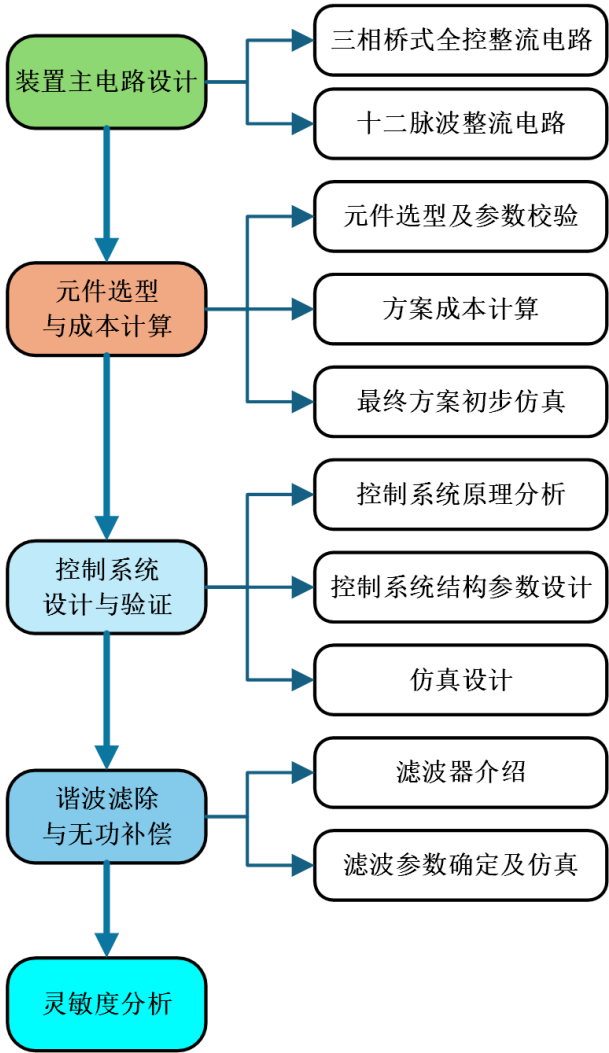 装置主电路设计
三相桥式全控整流电路
十二脉波整流电路
元件选型
与成本计算
元件选型及参数校验
方案成本计算
最终方案初步仿真
控制系统
设计与验证
控制系统原理分析
控制系统结构参数设计
仿真设计
谐波滤除
与无功补偿
滤波器介绍
滤波参数确定及仿真
灵敏度分析